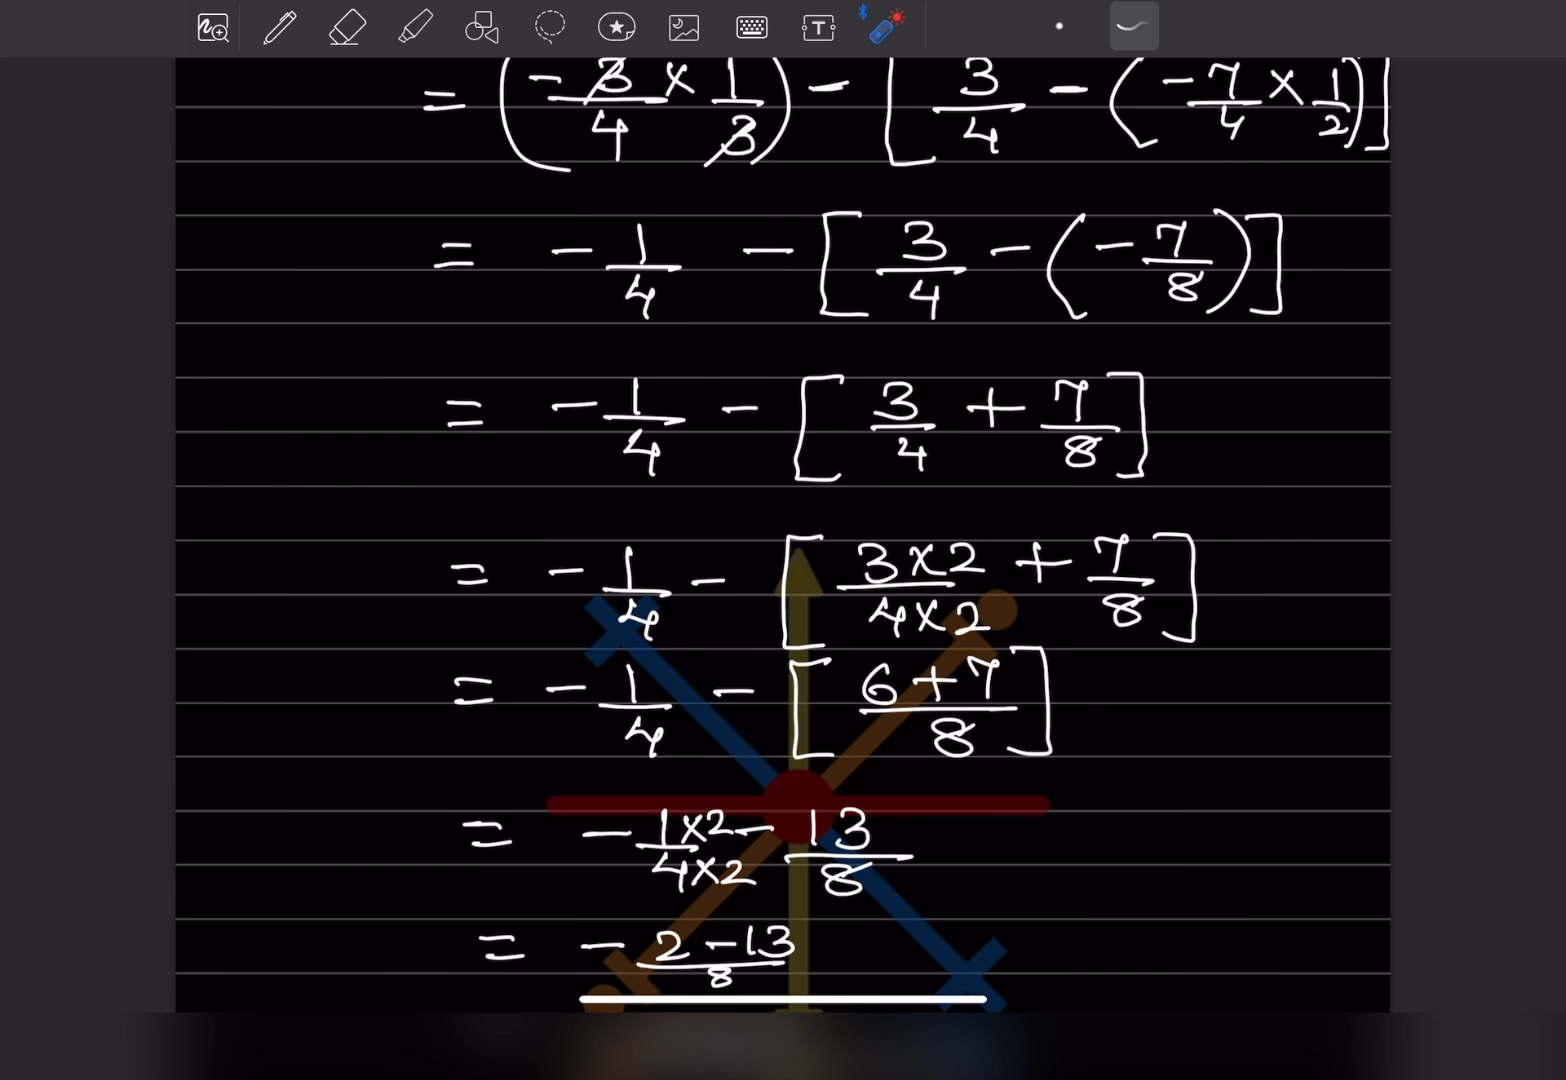 = (-3/4 × 1/3) - [3/4 - (-7/4 × 1/2)]
= -1/4 - [3/4 - (-7/8)]
= -1/4 - [3/4 + 7/8]
= -1/4 - [3×2/4×2 + 7/8]
= -1/4 - [6+7/8]
= -1×2/4×2 - 13/8
= -2-13/8